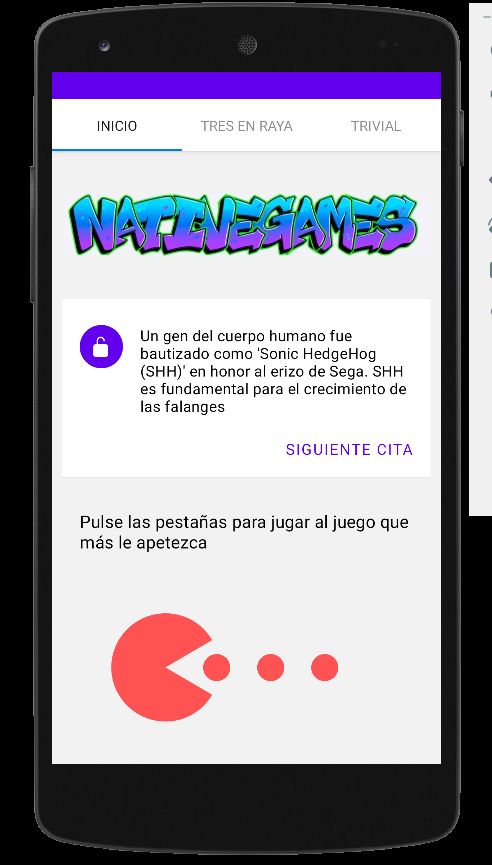 INICIO TRES EN RAYA TRIVIAL
NATIVEGAMES
Un gen del cuerpo humano fue
bautizado como 'Sonic HedgeHog
(SHH)' en honor al erizo de Sega. SHH
es fundamental para el crecimiento de
las falanges
SIGUIENTE CITA
Pulse las pestañas para jugar al juego que
más le apetezca